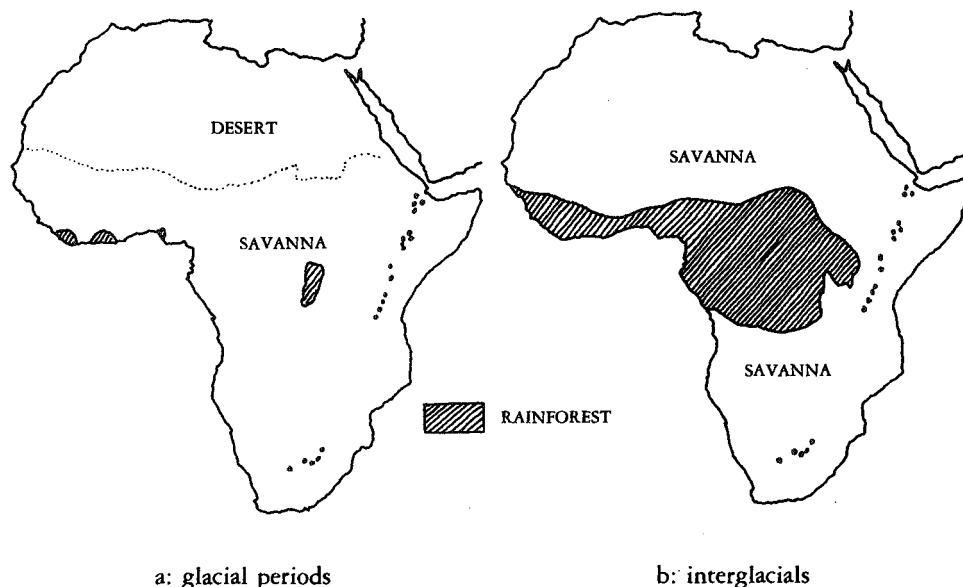 DESERT
SAVANNA
SAVANNA
SAVANNA
RAINFOREST
a: glacial periods
b: interglacials